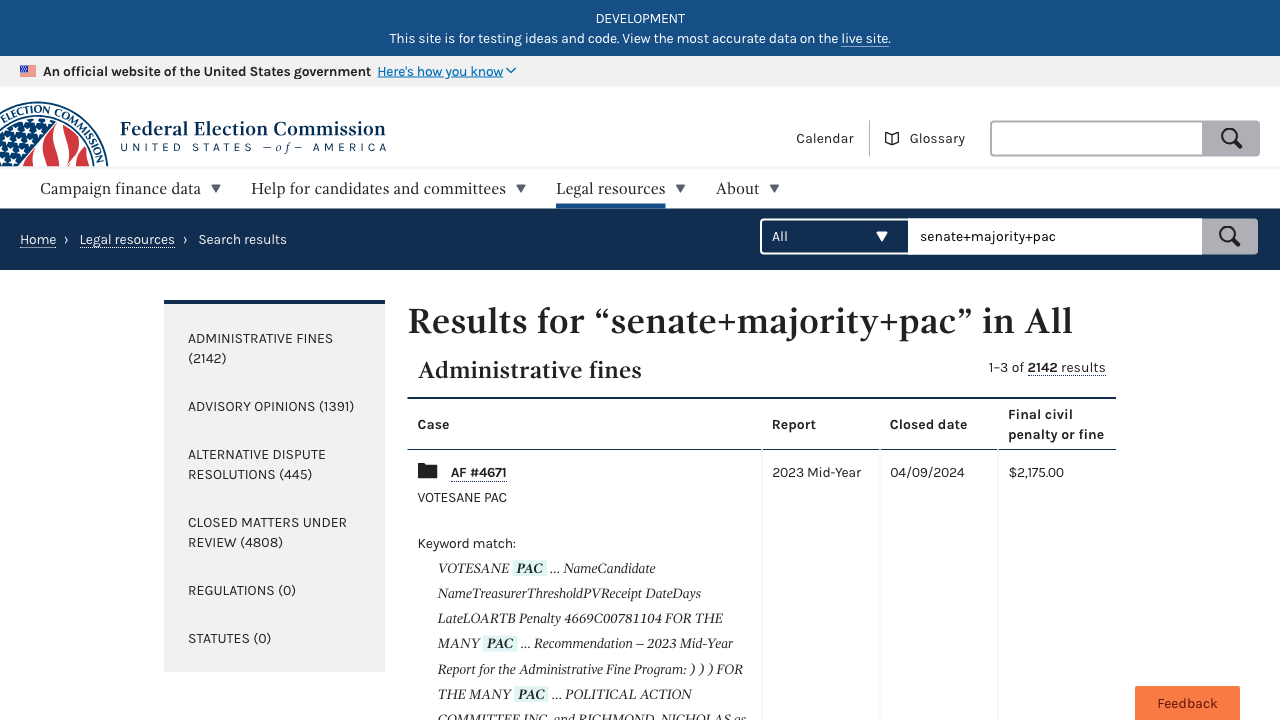 DEVELOPMENT
This site is for testing ideas and code. View the most accurate data on the live site.
An official website of the United States government Here's how you know
ELECTION COMMISSION
Federal Election Commission
UNITED STATES — of — AMERICA
Calendar
Glossary
Campaign finance data
Help for candidates and committees
Legal resources
About
Home › Legal resources › Search results
All
senate+majority+pac
ADMINISTRATIVE FINES
(2142)
ADVISORY OPINIONS (1391)
ALTERNATIVE DISPUTE
RESOLUTIONS (445)
CLOSED MATTERS UNDER
REVIEW (4808)
REGULATIONS (0)
STATUTES (0)
Results for “senate+majority+pac” in All
Administrative fines
1–3 of 2142 results
Case
Report
Closed date
Final civil
penalty or fine
AF #4671
2023 Mid-Year
04/09/2024
$2,175.00
VOTESANE PAC
Keyword match:
VOTESANE PAC ... NameCandidate
NameTreasurerThresholdPVReceipt DateDays
LateLOARTB Penalty 4669C00781104 FOR THE
MANY PAC ... Recommendation – 2023 Mid-Year
Report for the Administrative Fine Program: ) ) ) FOR
THE MANY PAC ... POLITICAL ACTION
COMMITTEE INC. and RICHMOND, NICHOLAS as
Feedback